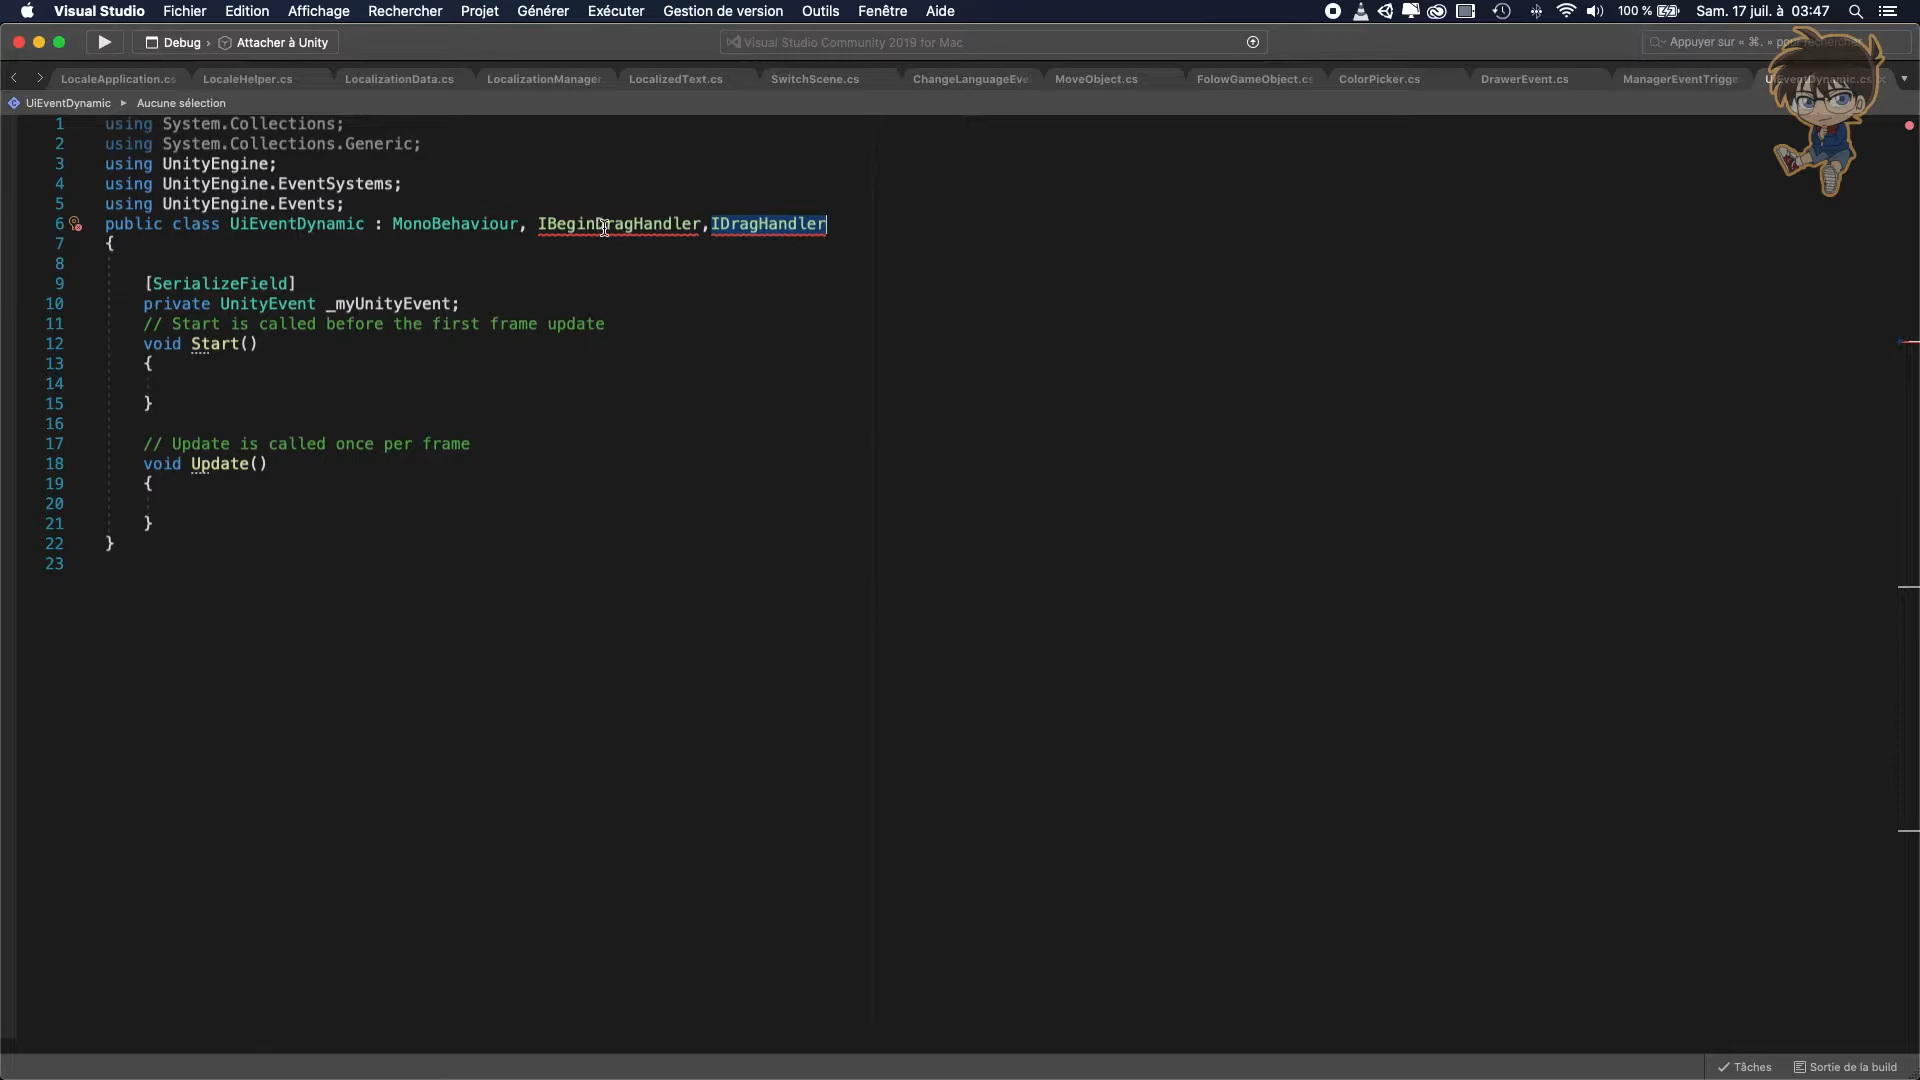 Visual Studio Fichier Edition Affichage Rechercher Projet Générer Exécuter Gestion de version Outils Fenêtre Aide 100 % Sam. 17 juil. à 03:47
Debug › Attacher à Unity Visual Studio Community 2019 for Mac Appuyer sur « ⌘. » pour rechercher
LocaleApplication.cs LocaleHelper.cs LocalizationData.cs LocalizationManager LocalizedText.cs SwitchScene.cs ChangeLanguageEve MoveObject.cs FolowGameObject.cs ColorPicker.cs DrawerEvent.cs ManagerEventTrigge UiEventDynamic.cs
UiEventDynamic ▸ Aucune sélection
1 using System.Collections;
2 using System.Collections.Generic;
3 using UnityEngine;
4 using UnityEngine.EventSystems;
5 using UnityEngine.Events;
6 public class UiEventDynamic : MonoBehaviour, IBeginDragHandler,IDragHandler
7 {
8
9 [SerializeField]
10 private UnityEvent _myUnityEvent;
11 // Start is called before the first frame update
12 void Start()
13 {
14
15 }
16
17 // Update is called once per frame
18 void Update()
19 {
20
21 }
22 }
23
Tâches Sortie de la build